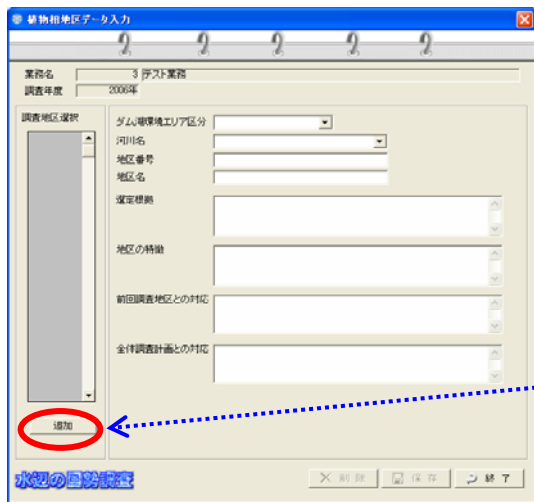 植物相地区データ入力
業務名 3 テスト業務
調査年度 2006年
調査地区選択
ダム湖環境エリア区分
河川名
地区番号
地区名
選定根拠
地区の特徴
前回調査地区との対応
全体調査計画との対応
追加
水辺の国勢調査
削除 保存 終了